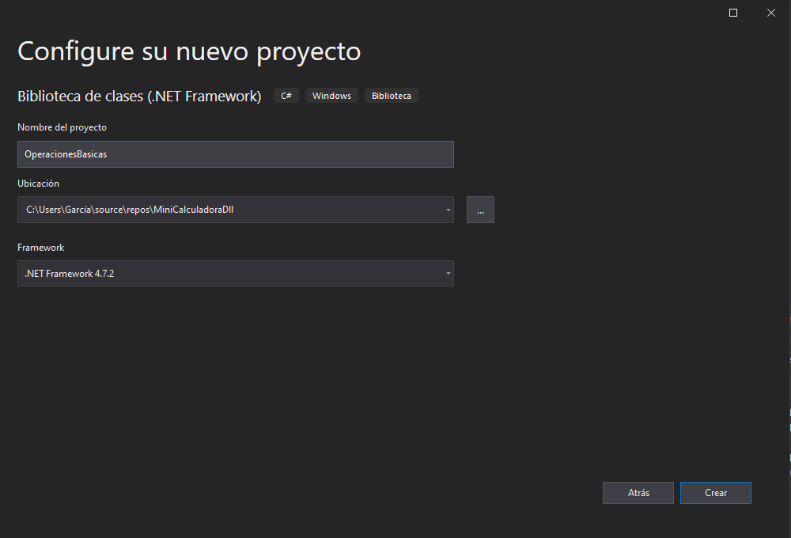 Configure su nuevo proyecto
Biblioteca de clases (.NET Framework) C# Windows Biblioteca
Nombre del proyecto
OperacionesBasicas
Ubicación
C:\Users\García\source\repos\MiniCalculadoraDll
...
Framework
.NET Framework 4.7.2
Atrás Crear